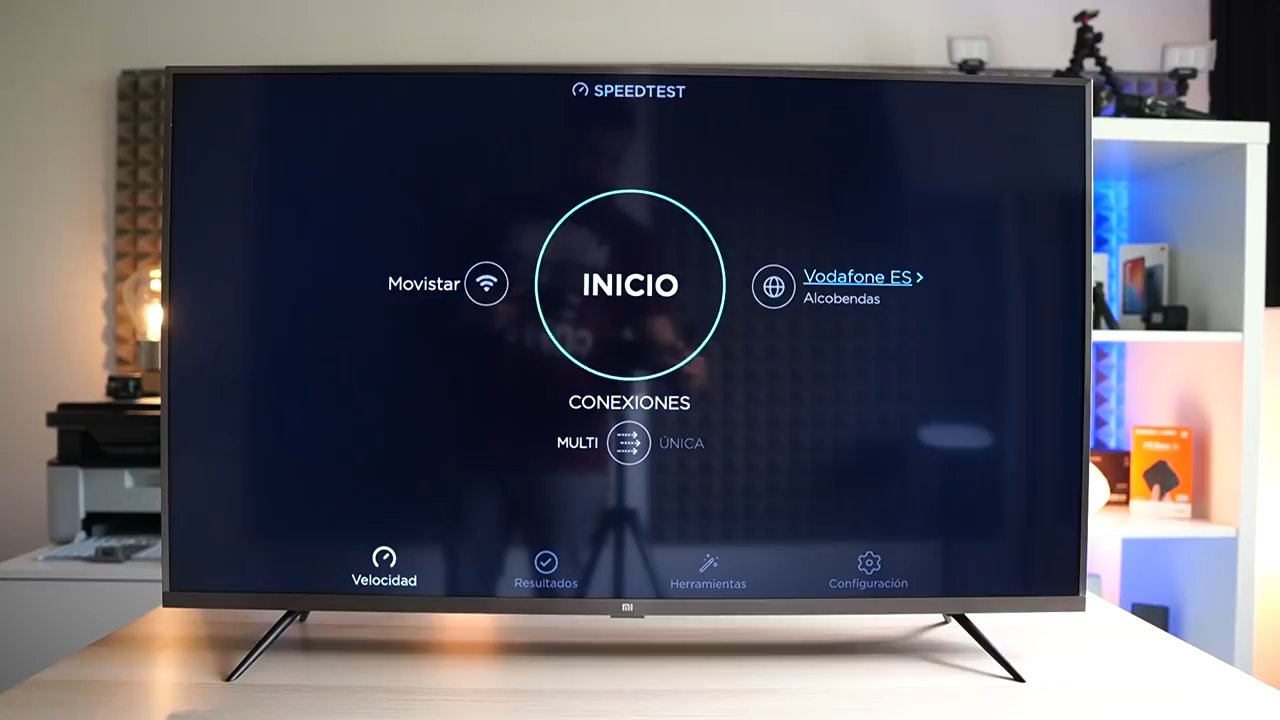 SPEEDTEST
Movistar
INICIO
Vodafone ES >
Alcobendas
CONEXIONES
MULTI
ÚNICA
Velocidad
Resultados
Herramientas
Configuración
MI